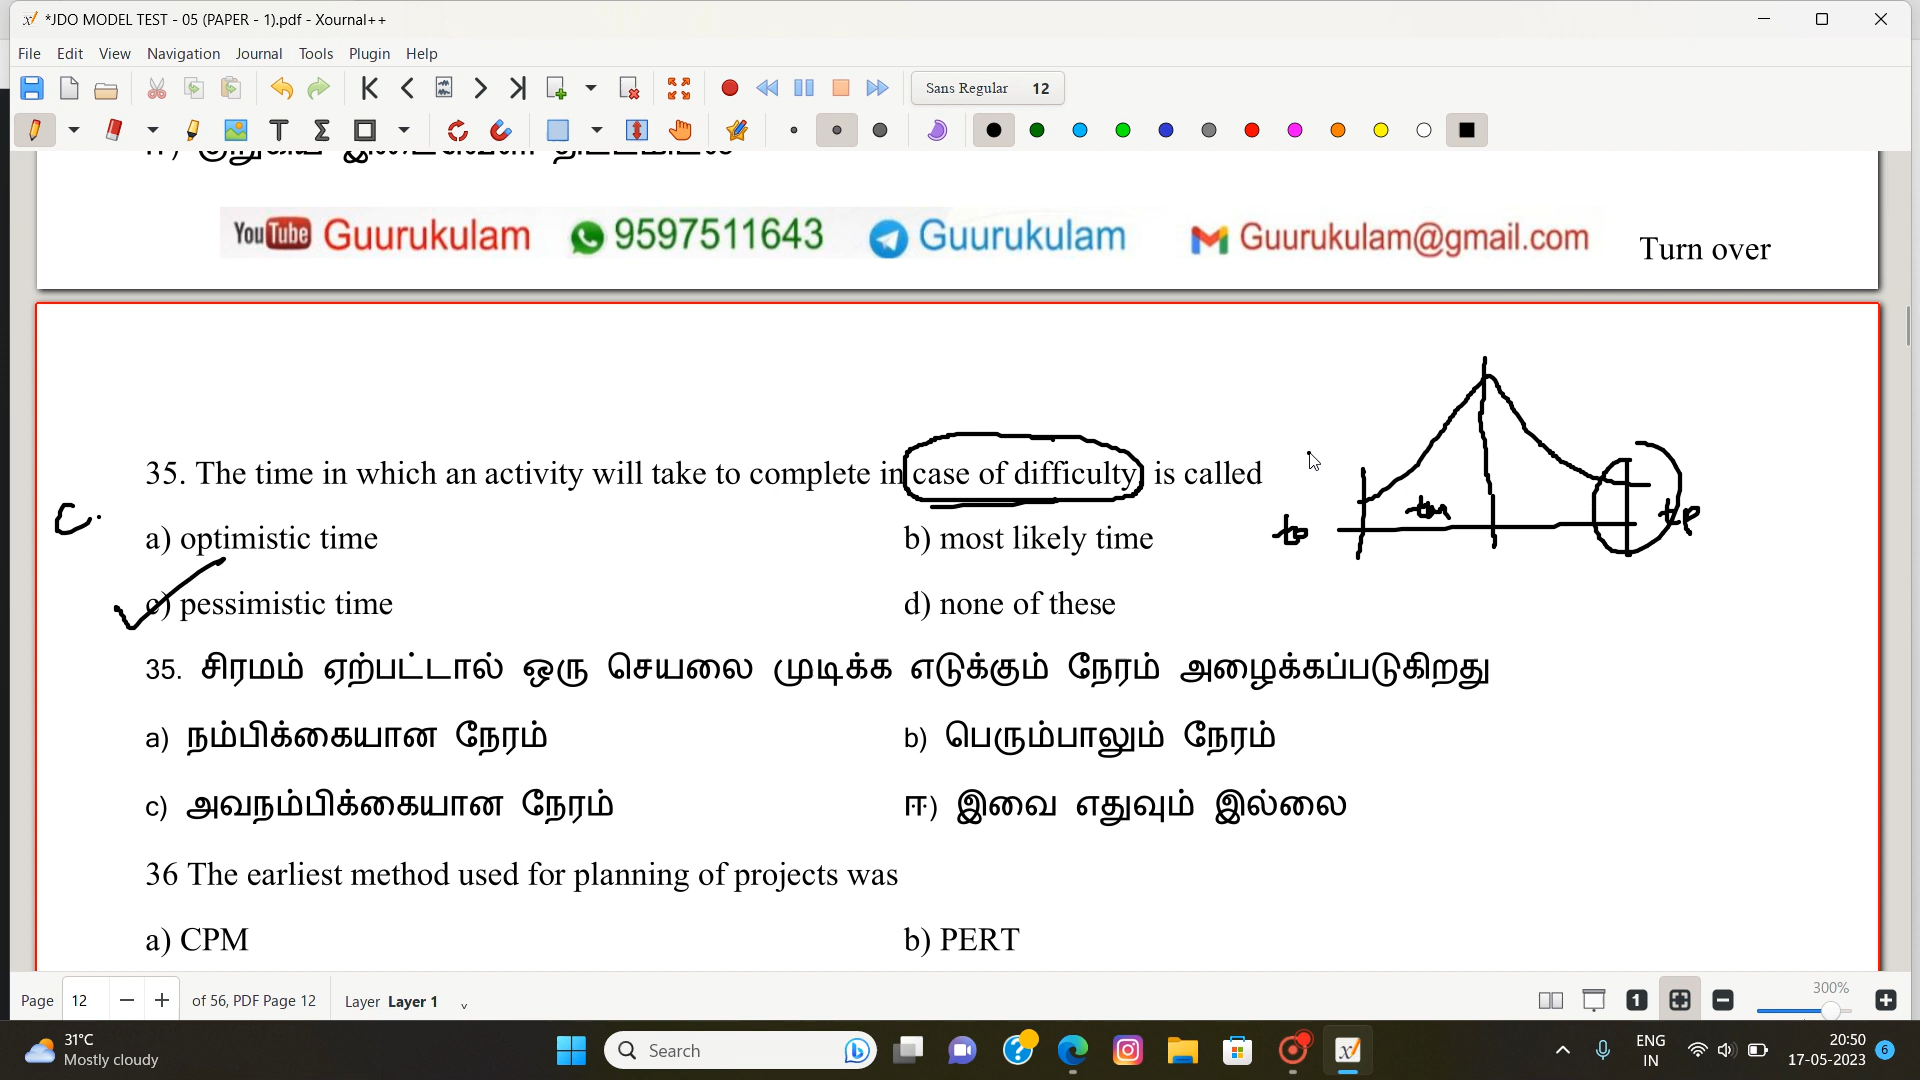 *JDO MODEL TEST - 05 (PAPER - 1).pdf - Xournal++
File Edit View Navigation Journal Tools Plugin Help
Sans Regular 12
YouTube Guurukulam 9597511643 Guurukulam Guurukulam@gmail.com
Turn over
35. The time in which an activity will take to complete in case of difficulty, is called
c.
a) optimistic time b) most likely time
to tm tp
c) pessimistic time d) none of these
35. சிரமம் ஏற்பட்டால் ஒரு செயலை முடிக்க எடுக்கும் நேரம் அழைக்கப்படுகிறது
a) நம்பிக்கையான நேரம் b) பெரும்பாலும் நேரம்
c) அவநம்பிக்கையான நேரம் ஈ) இவை எதுவும் இல்லை
36 The earliest method used for planning of projects was
a) CPM b) PERT
Page 12 of 56, PDF Page 12 Layer Layer 1 300%
31°C
Mostly cloudy
Search
ENG
IN
20:50
17-05-2023
6